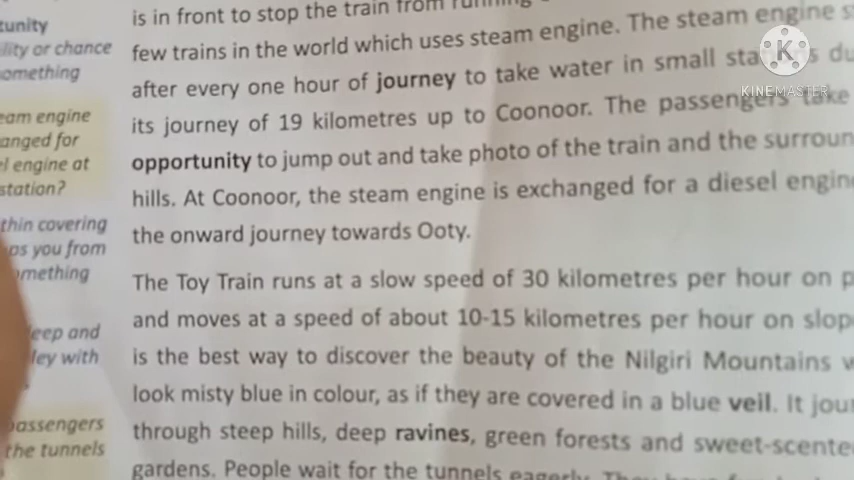 tunity
ility or chance
omething
eam engine
anged for
l engine at
station?
thin covering
ps you from
omething
deep and
ley with
passengers
the tunnels
is in front to stop the train from running
few trains in the world which uses steam engine. The steam engine s
after every one hour of journey to take water in small sta s du
its journey of 19 kilometres up to Coonoor. The passengers take
opportunity to jump out and take photo of the train and the surroun
hills. At Coonoor, the steam engine is exchanged for a diesel engine
the onward journey towards Ooty.
The Toy Train runs at a slow speed of 30 kilometres per hour on p
and moves at a speed of about 10-15 kilometres per hour on slop
is the best way to discover the beauty of the Nilgiri Mountains w
look misty blue in colour, as if they are covered in a blue veil. It jour
through steep hills, deep ravines, green forests and sweet-scente
gardens. People wait for the tunnels eagerly. They
K
KINEMASTER